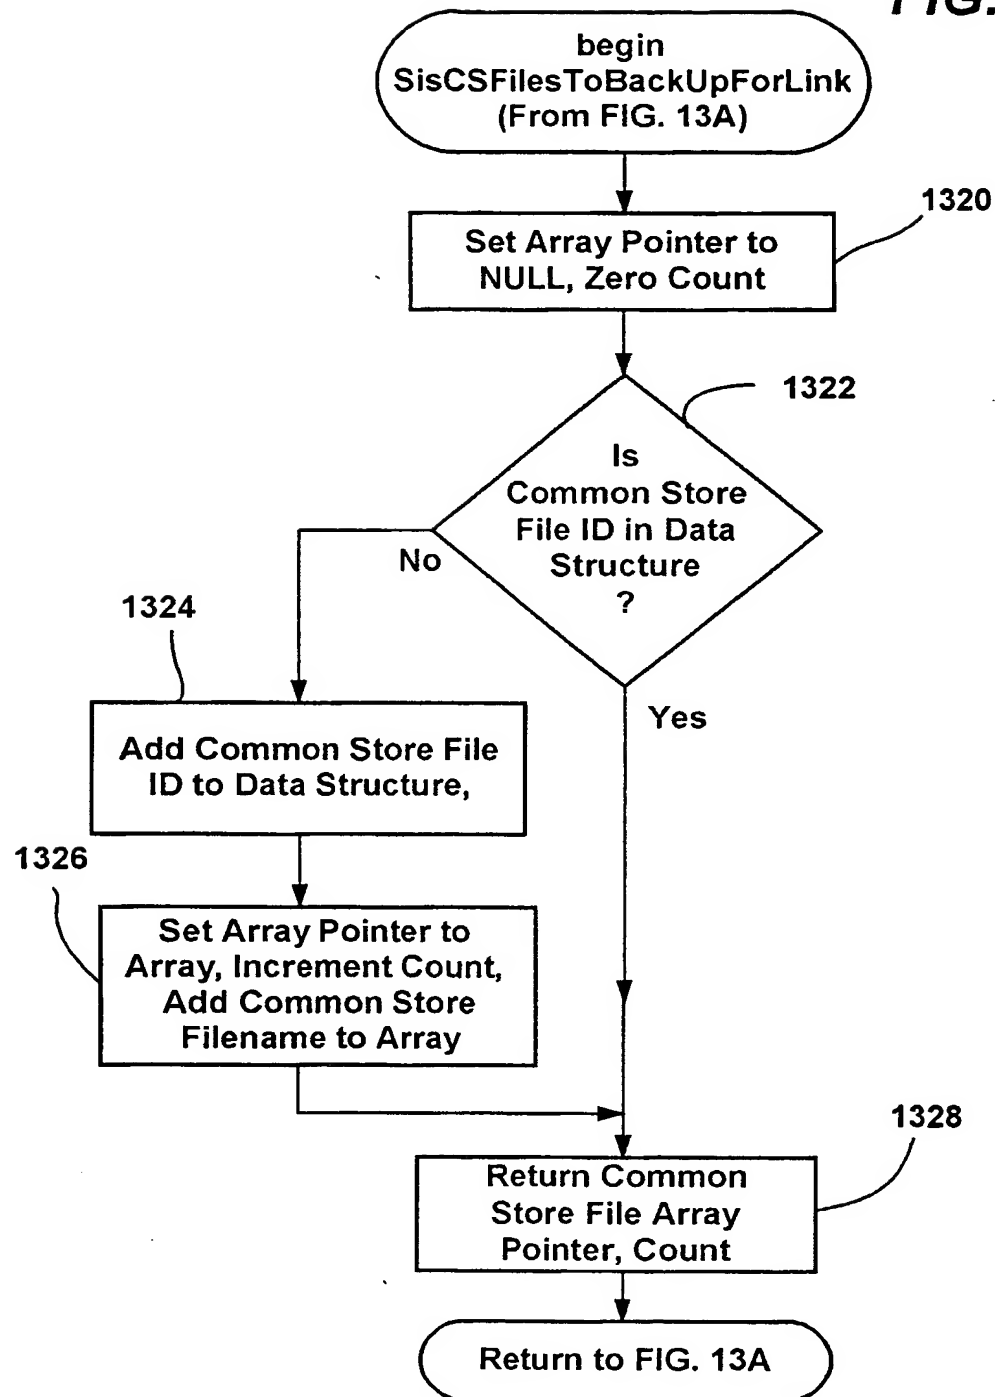 FIG.
begin
SisCSFilesToBackUpForLink
(From FIG. 13A)
1320
Set Array Pointer to
NULL, Zero Count
1322
Is
Common Store
File ID in Data
Structure
?
No
Yes
1324
Add Common Store File
ID to Data Structure,
1326
Set Array Pointer to
Array, Increment Count,
Add Common Store
Filename to Array
1328
Return Common
Store File Array
Pointer, Count
Return to FIG. 13A